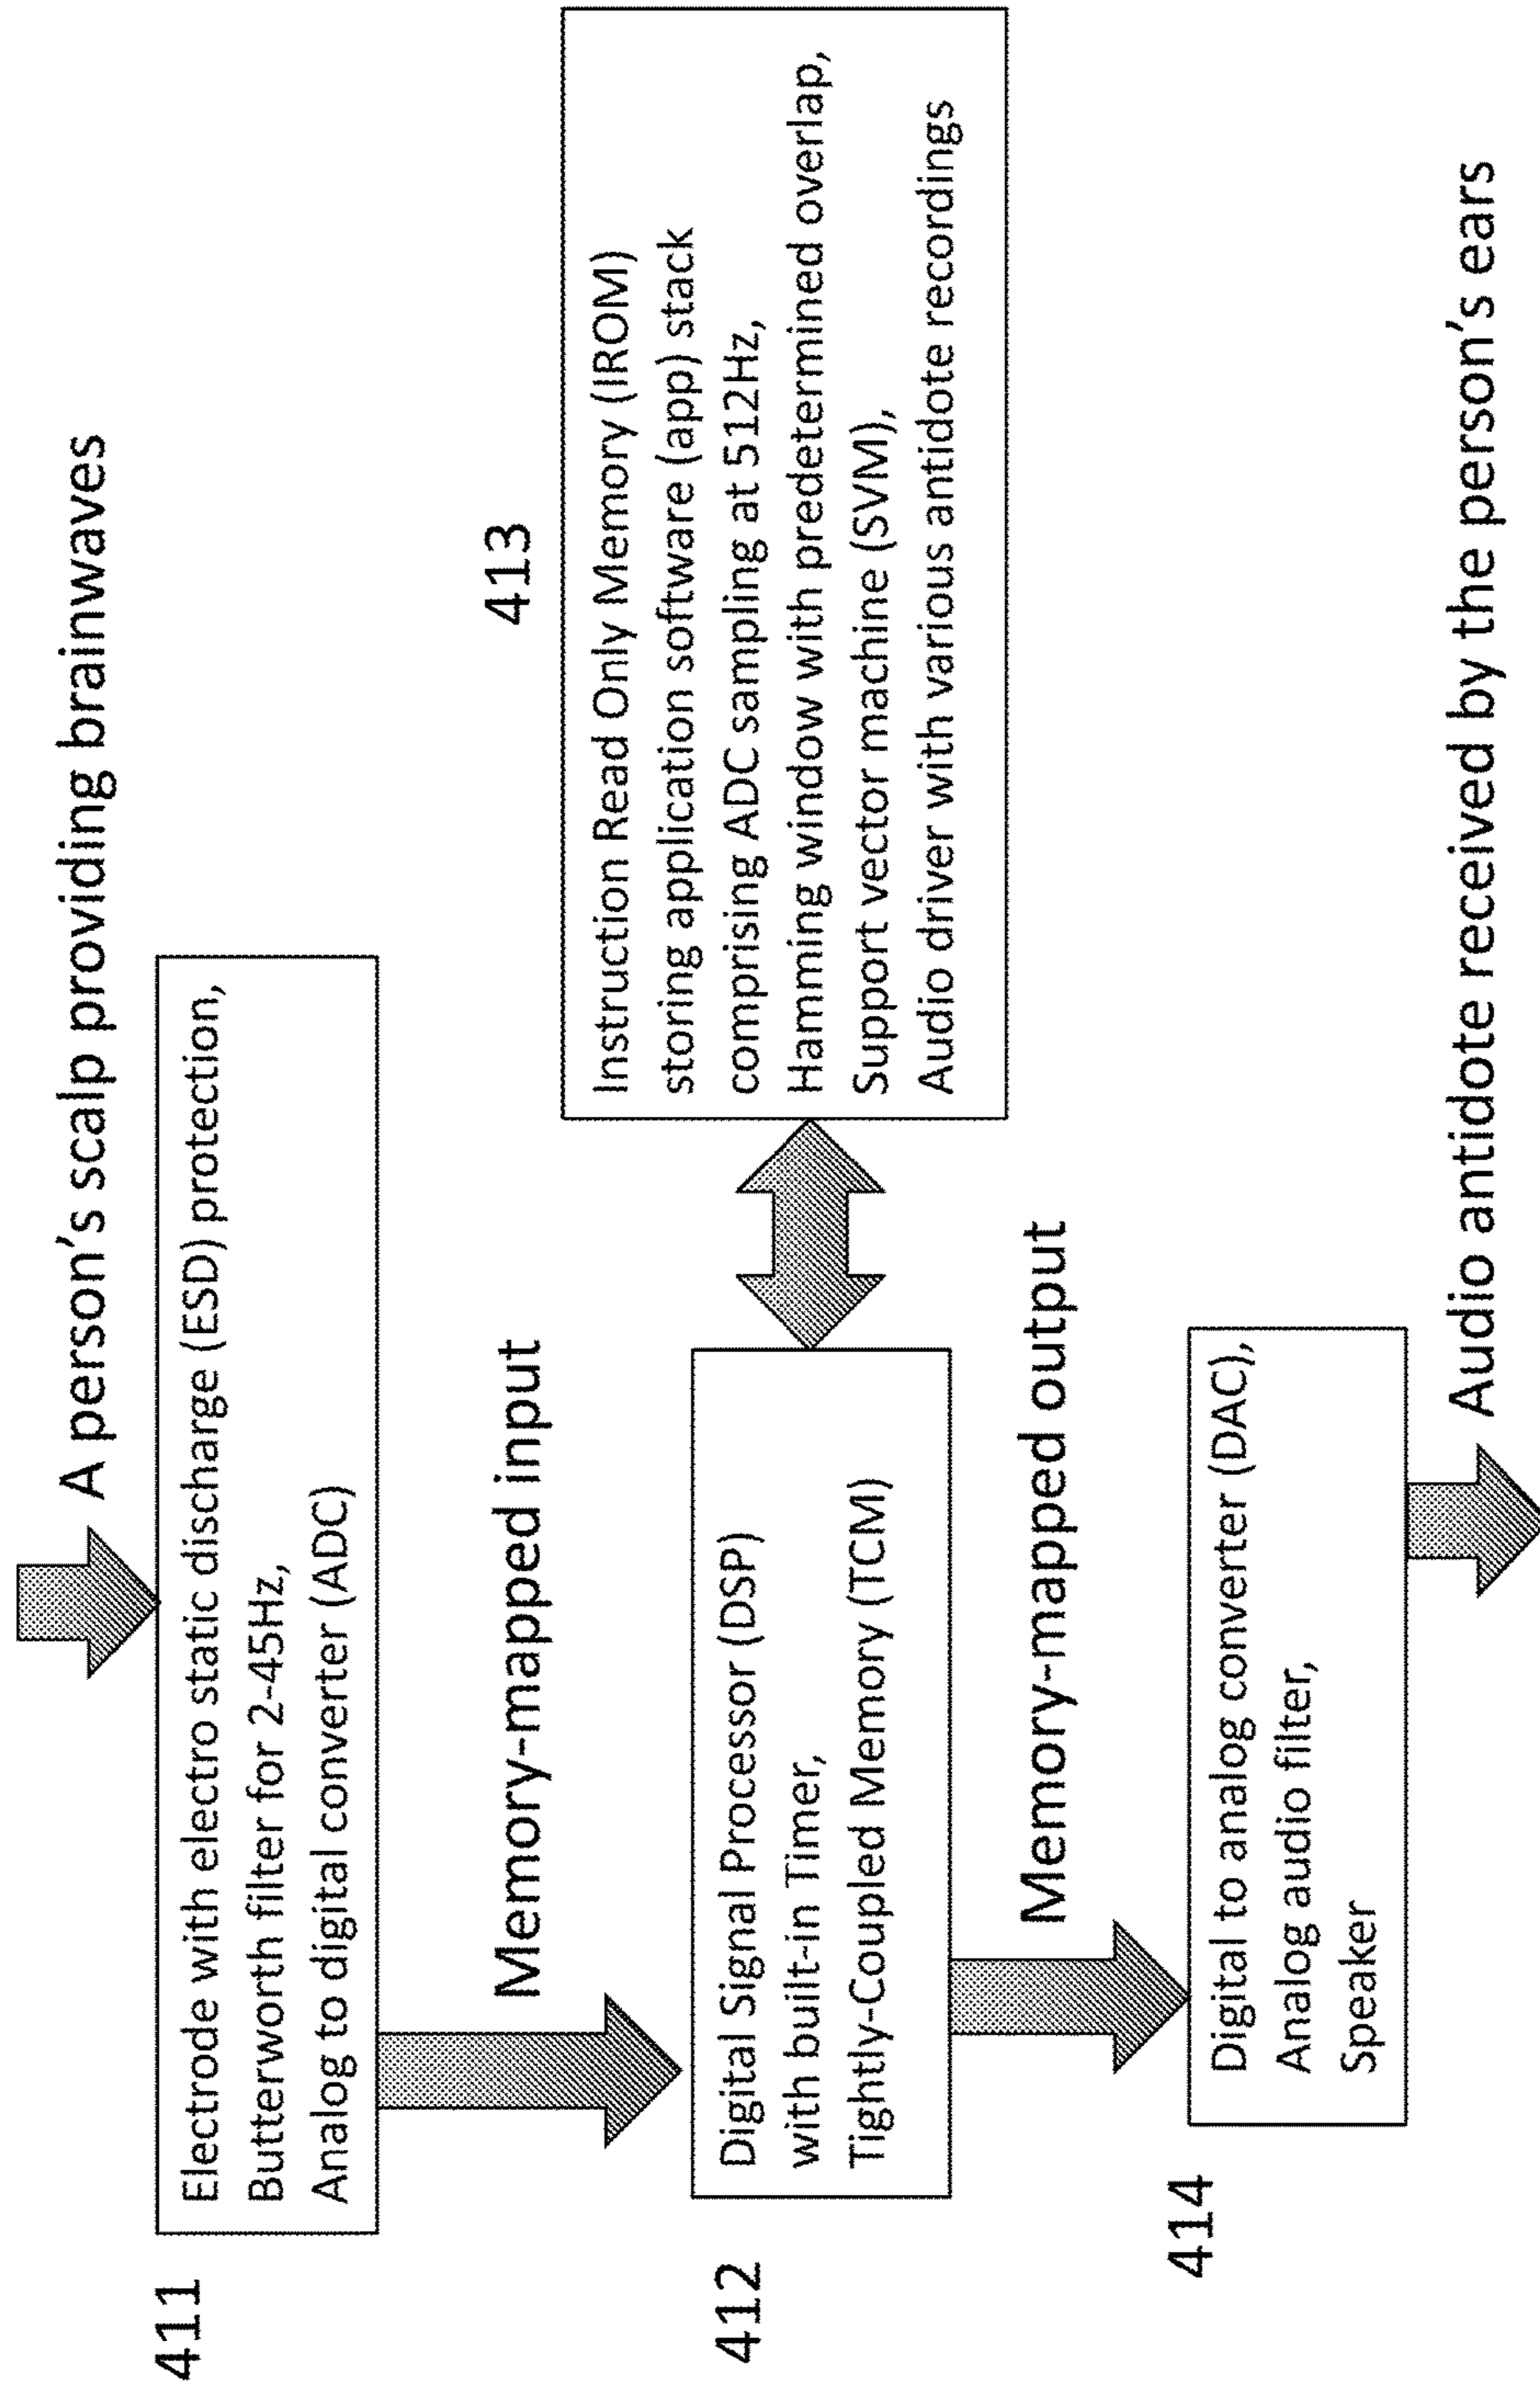 A person's scalp providing brainwaves
411
Electrode with electro static discharge (ESD) protection,
Butterworth filter for 2-45Hz,
Analog to digital converter (ADC)
Memory-mapped input
413
412
Digital Signal Processor (DSP)
with built-in Timer,
Tightly-Coupled Memory (TCM)
Instruction Read Only Memory (IROM)
storing application software (app) stack
comprising ADC sampling at 512Hz,
Hamming window with predetermined overlap,
Support vector machine (SVM),
Audio driver with various antidote recordings
Memory-mapped output
414
Digital to analog converter (DAC),
Analog audio filter,
Speaker
Audio antidote received by the person's ears